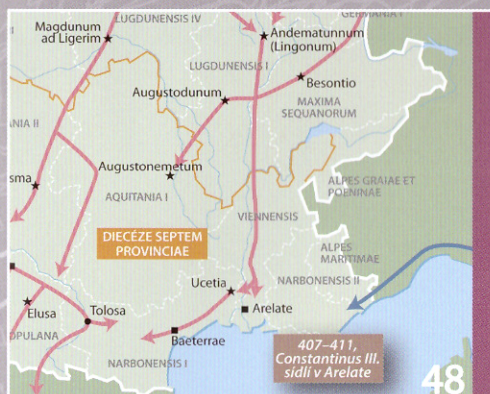 LUGDUNENSIS IV
GERMANIA I
Magdunum
ad Ligerim
Andematunnum
(Lingonum)
LUGDUNENSIS I
Besontio
Augustodunum
MAXIMA
SEQUANORUM
ANIA II
Augustonemetum
sma
AQUITANIA I
ALPES GRAIAE ET
POENINAE
VIENNENSIS
DIECÉZE SEPTEM
PROVINCIAE
ALPES
MARITIMAE
Ucetia
NARBONENSIS II
Elusa
Tolosa
Arelate
OPULANA
Baeterrae
NARBONENSIS I
407–411,
Constantinus III.
sídlí v Arelate
48